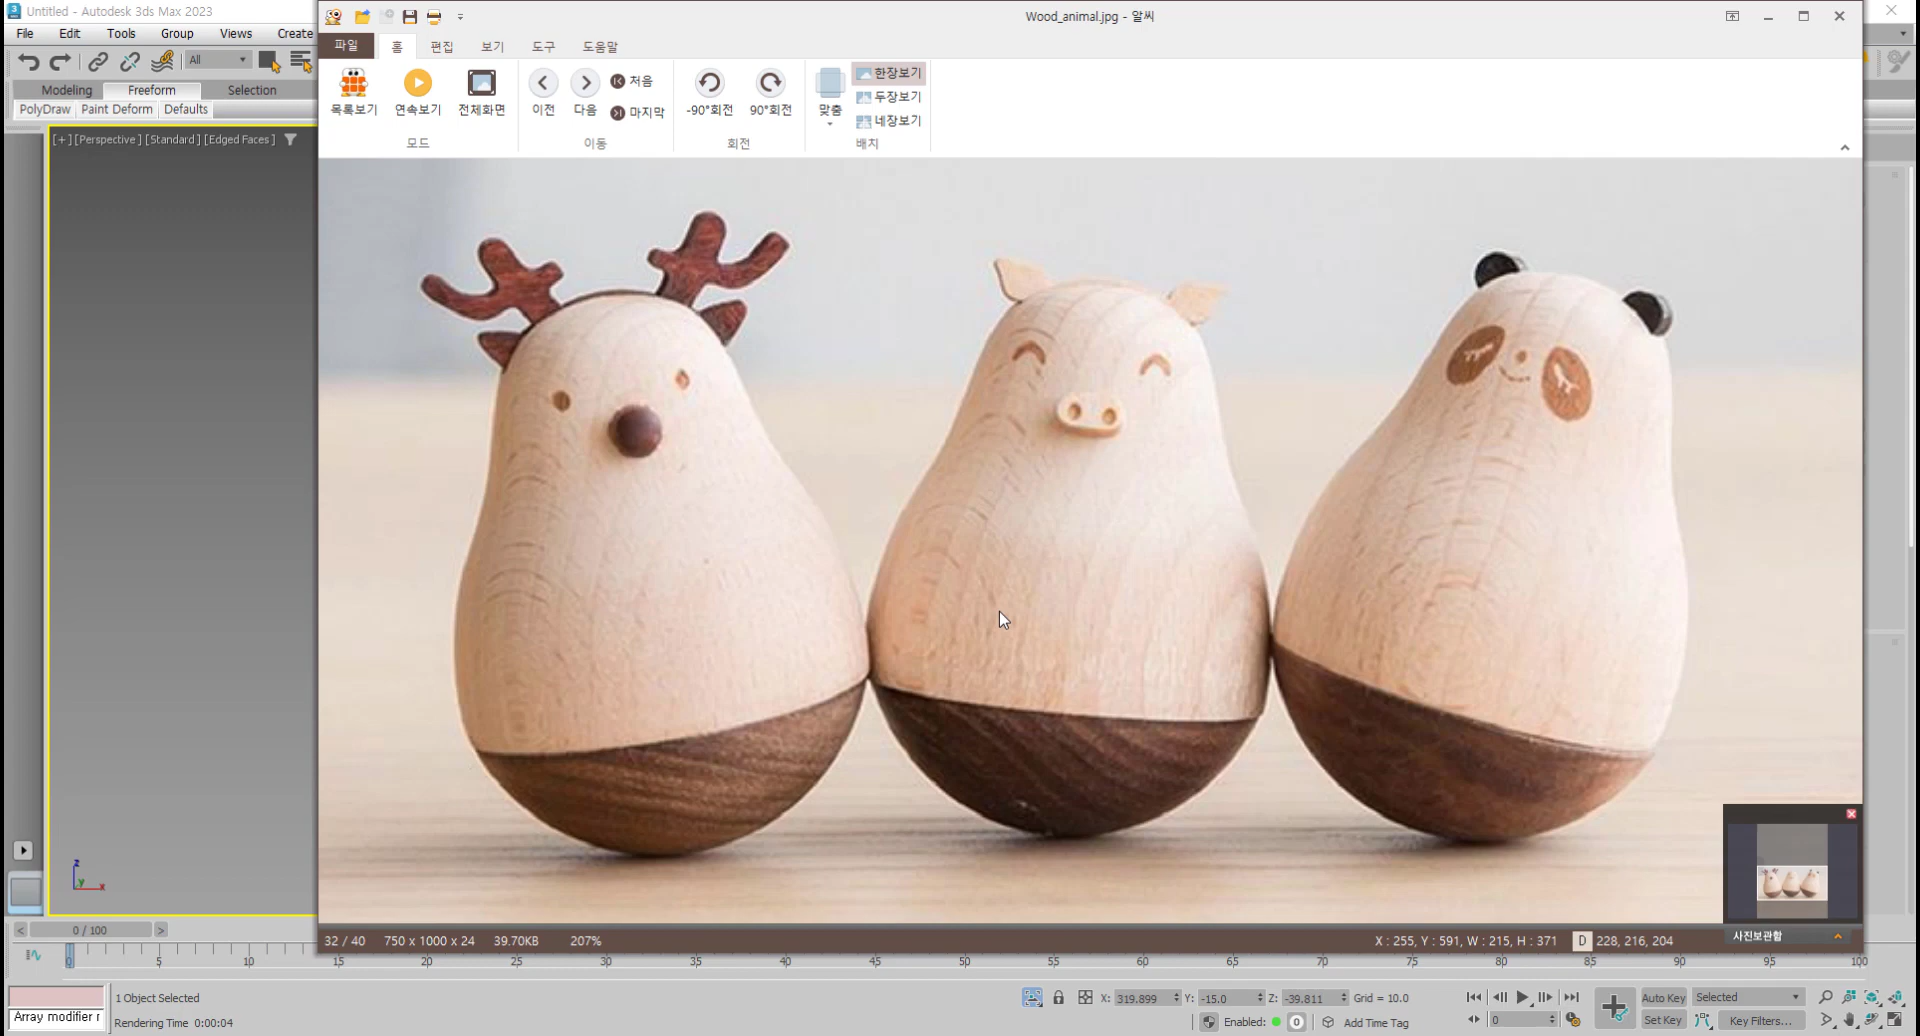 Untitled - Autodesk 3ds Max 2023
File Edit Tools Group Views Create
All
Modeling Freeform Selection
PolyDraw Paint Deform Defaults
[+] [Perspective] [Standard] [Edged Faces]
Wood_animal.jpg - 알씨
파일 홈 편집 보기 도구 도움말
목록보기 연속보기 전체화면
이전 다음 처음 마지막
-90°회전 90°회전
맞춤 한장보기
두장보기
네장보기
모드 이동 회전 배치
z
y x
32 / 40 750 x 1000 x 24 39.70KB 207% X : 255, Y : 591, W : 215, H : 371 D 228, 216, 204
사진보관함
< 0 / 100 >
0 5 10 15 20 25 30 35 40 45 50 55 60 65 70 75 80 85 90 95 100
1 Object Selected X: 319.899 Y: -15.0 Z: -39.811 Grid = 10.0 Auto Key Selected
Array modifier r Rendering Time 0:00:04 Enabled: 0 Add Time Tag 0 Set Key Key Filters...